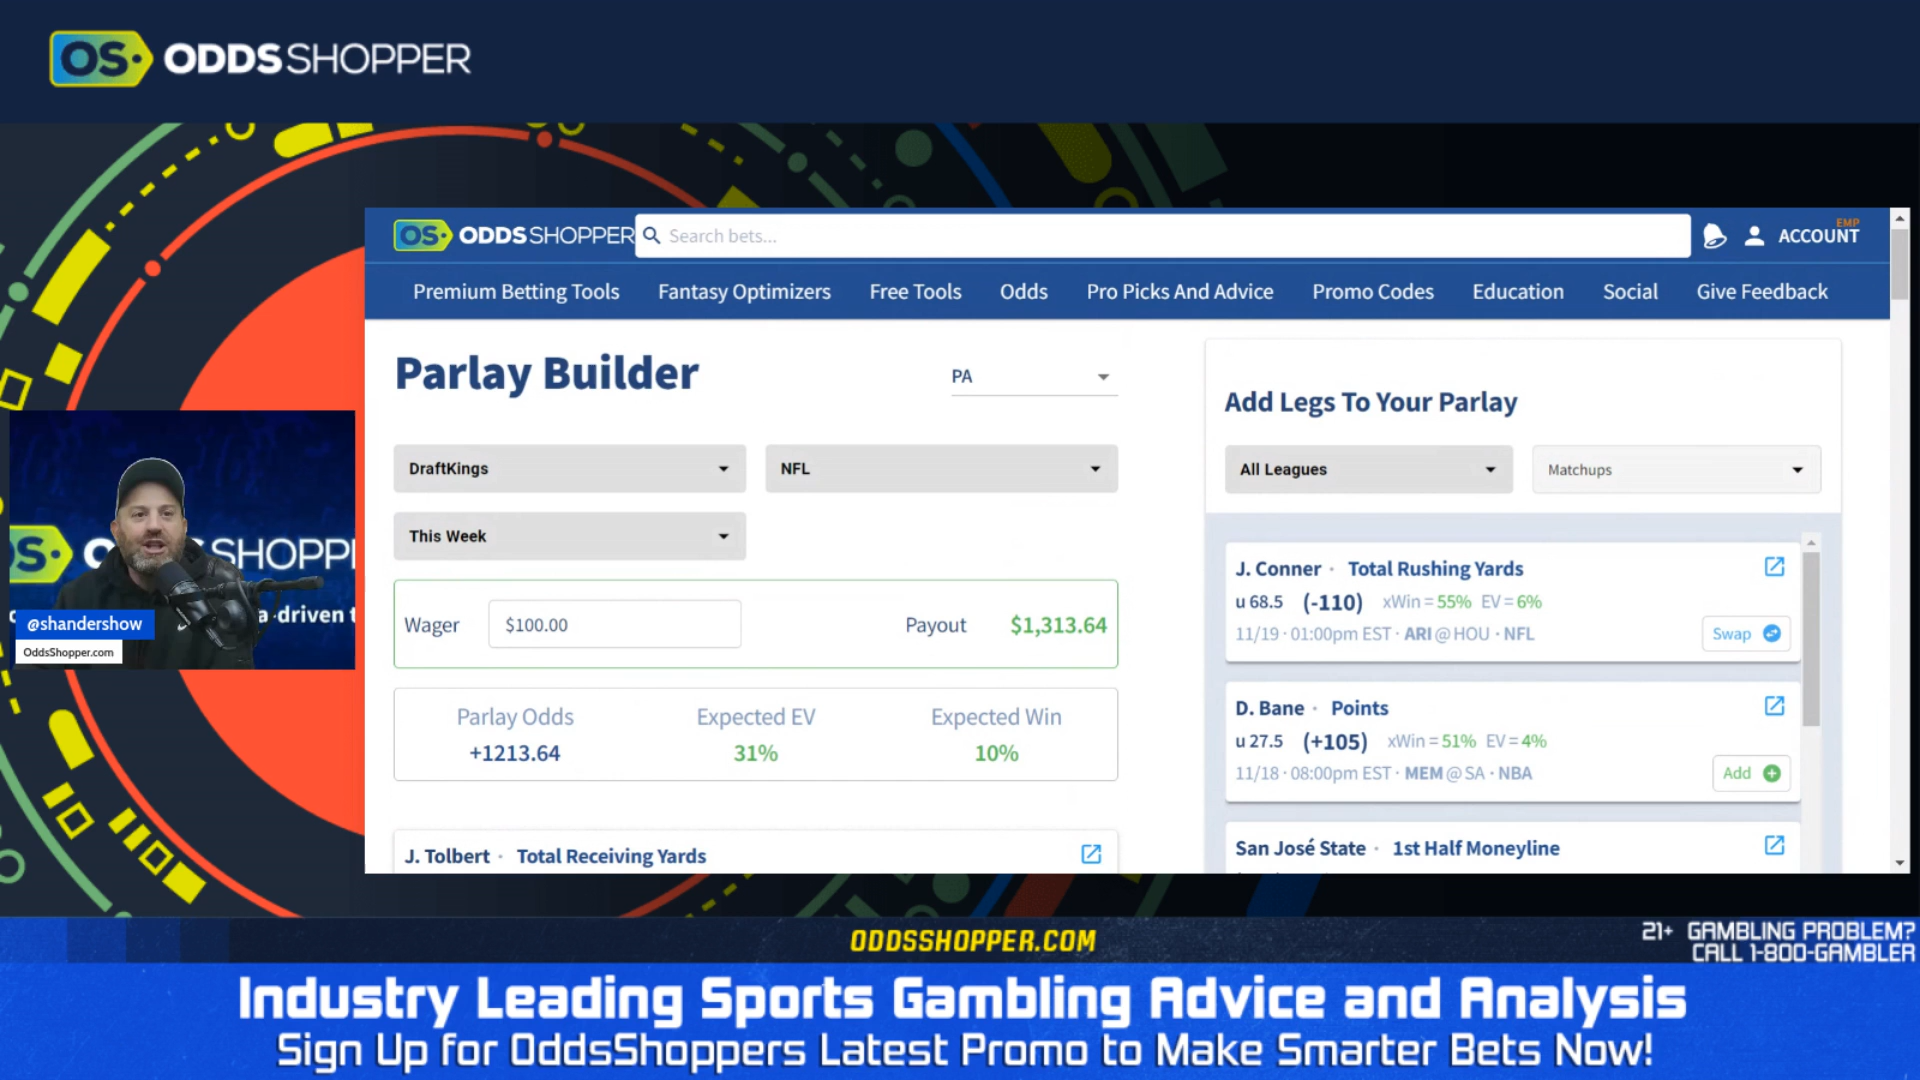 OS ODDSSHOPPER
OS ODDSSHOPPER
Search bets...
EMP
ACCOUNT
Premium Betting Tools Fantasy Optimizers Free Tools Odds Pro Picks And Advice Promo Codes Education Social Give Feedback
Parlay Builder
PA
DraftKings
NFL
This Week
Wager
$100.00
Payout
$1,313.64
Parlay Odds
+1213.64
Expected EV
31%
Expected Win
10%
J. Tolbert · Total Receiving Yards
Add Legs To Your Parlay
All Leagues
Matchups
J. Conner · Total Rushing Yards
u 68.5 (-110) xWin = 55% EV = 6%
11/19 · 01:00pm EST · ARI @ HOU · NFL
Swap
D. Bane · Points
u 27.5 (+105) xWin = 51% EV = 4%
11/18 · 08:00pm EST · MEM @ SA · NBA
Add
San José State · 1st Half Moneyline
S· O SHOPPI
a-driven t
@shandershow
OddsShopper.com
ODDSSHOPPER.COM
21+ GAMBLING PROBLEM?
CALL 1-800-GAMBLER
Industry Leading Sports Gambling Advice and Analysis
Sign Up for OddsShoppers Latest Promo to Make Smarter Bets Now!